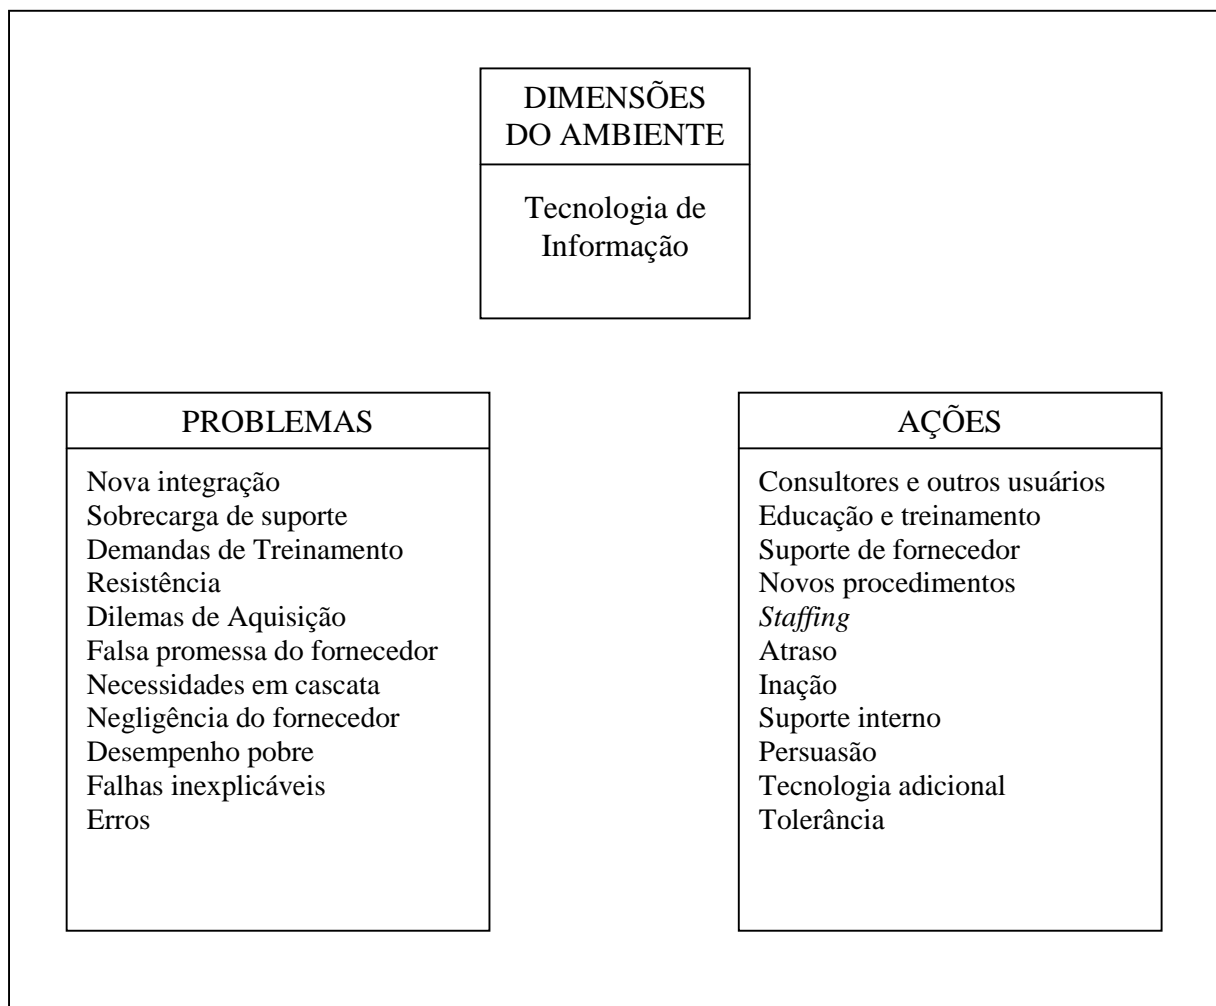 DIMENSÕES
DO AMBIENTE
Tecnologia de
Informação
PROBLEMAS
Nova integração
Sobrecarga de suporte
Demandas de Treinamento
Resistência
Dilemas de Aquisição
Falsa promessa do fornecedor
Necessidades em cascata
Negligência do fornecedor
Desempenho pobre
Falhas inexplicáveis
Erros
AÇÕES
Consultores e outros usuários
Educação e treinamento
Suporte de fornecedor
Novos procedimentos
Staffing
Atraso
Inação
Suporte interno
Persuasão
Tecnologia adicional
Tolerância